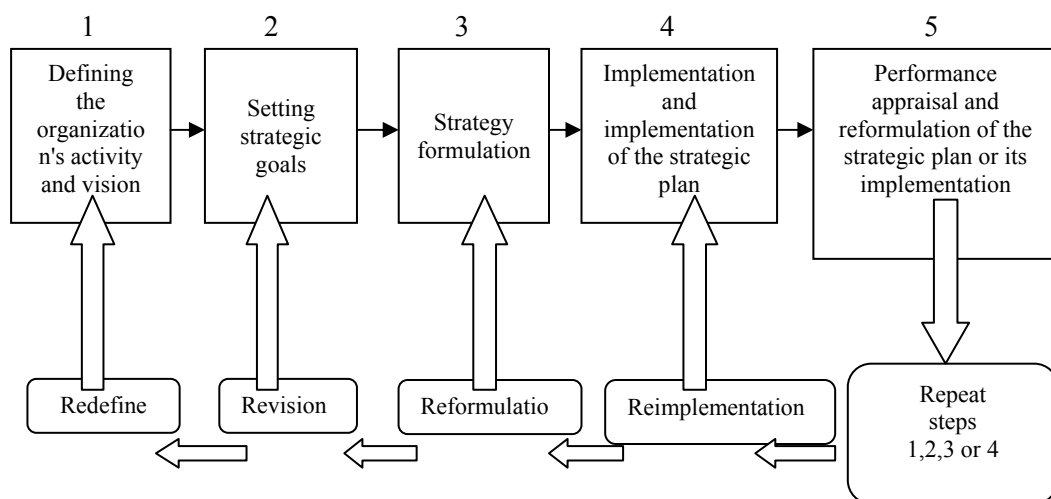 1
2
3
4
5
Defining
the
organizatio
n's activity
and vision
Setting
strategic
goals
Strategy
formulation
Implementation
and
implementation
of the strategic
plan
Performance
appraisal and
reformulation of the
strategic plan or its
implementation
Redefine
Revision
Reformulatio
Reimplementation
Repeat
steps
1,2,3 or 4